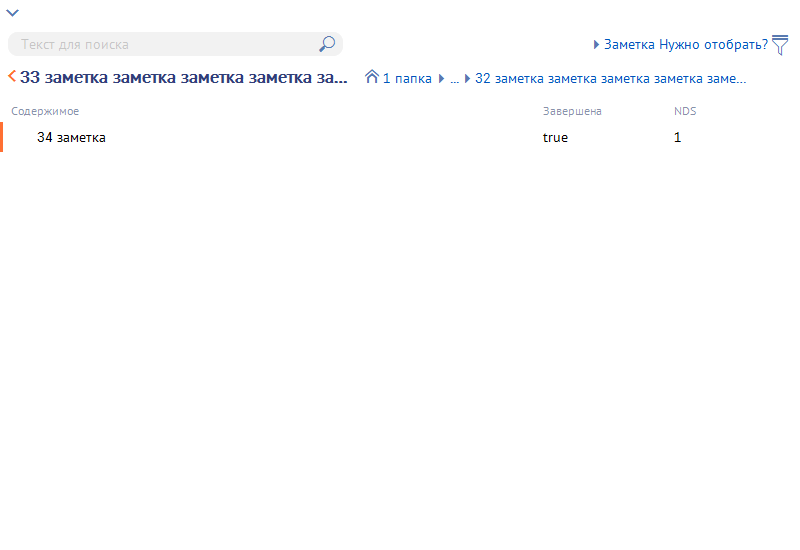 Текст для поиска
Заметка Нужно отобрать?
33 заметка заметка заметка заметка за...
1 папка ... 32 заметка заметка заметка заметка заме...
Содержимое Завершена NDS
34 заметка true 1